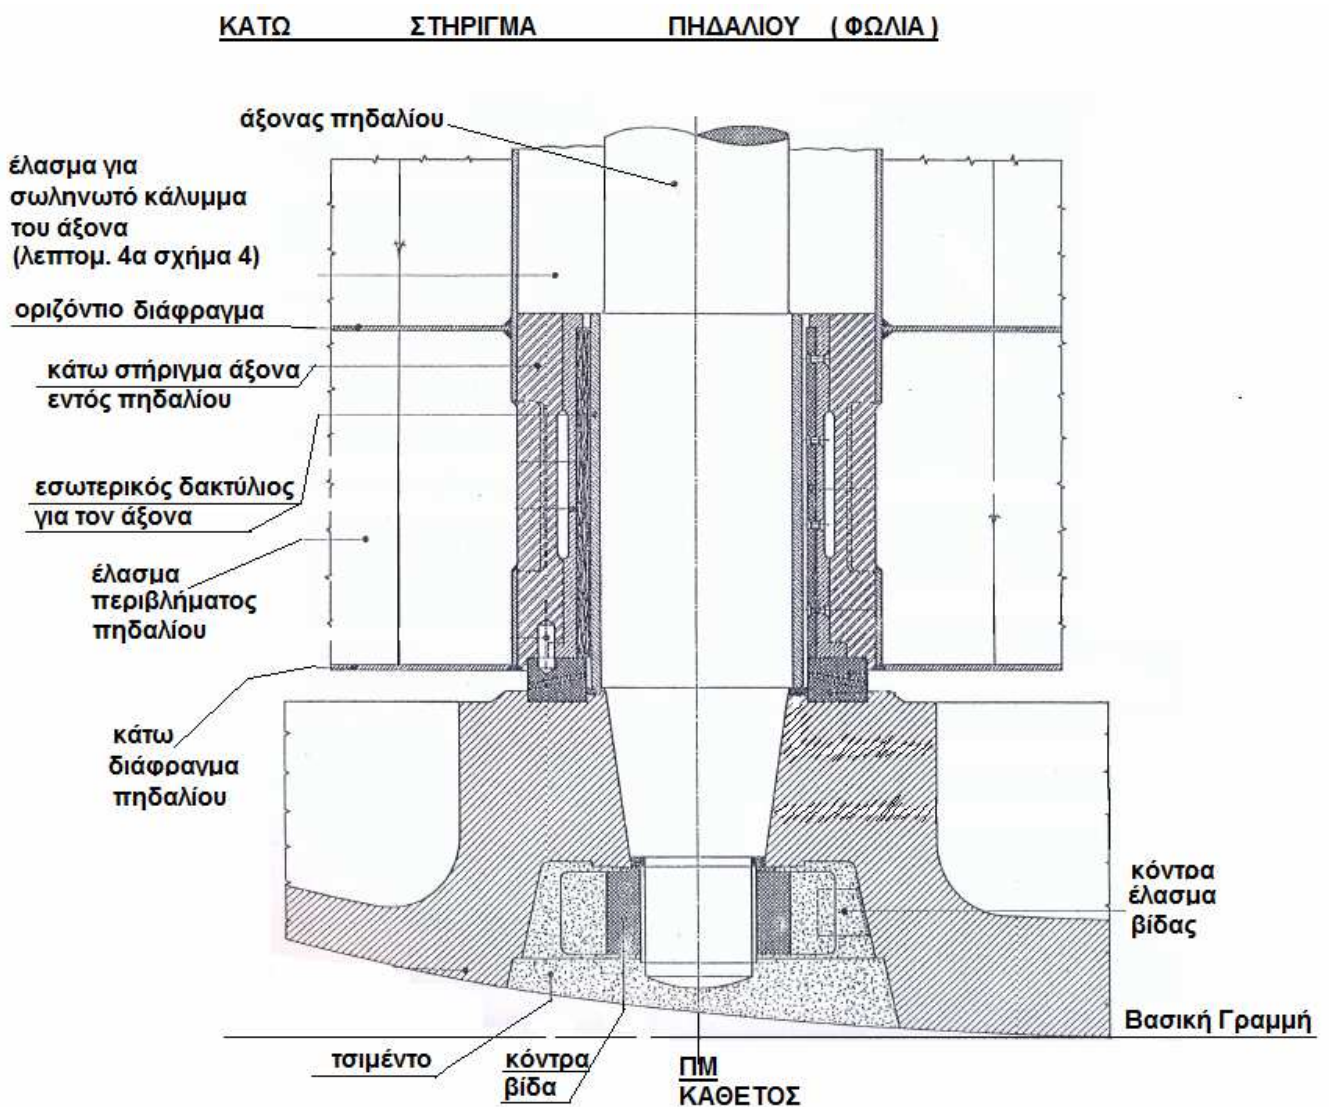 ΚΑΤΩ ΣΤΗΡΙΓΜΑ ΠΗΔΑΛΙΟΥ ( ΦΩΛΙΑ )
άξονας πηδαλίου
έλασμα για
σωληνωτό κάλυμμα
του άξονα
(λεπτομ. 4α σχήμα 4)
οριζόντιο διάφραγμα
κάτω στήριγμα άξονα
εντός πηδαλίου
εσωτερικός δακτύλιος
για τον άξονα
έλασμα
περιβλήματος
πηδαλίου
κάτω
διάφραγμα
πηδαλίου
κόντρα
έλασμα
βίδας
Βασική Γραμμή
τσιμέντο
κόντρα
βίδα
ΠΜ
ΚΑΘΕΤΟΣ